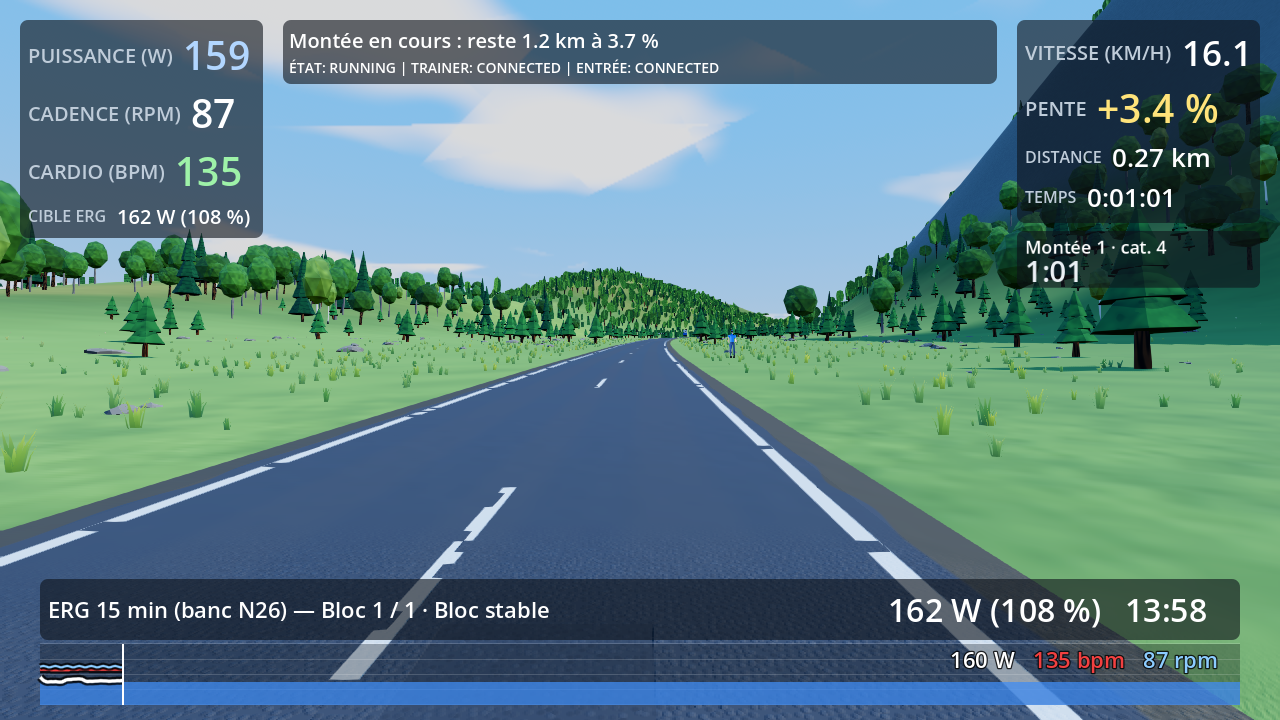 PUISSANCE (W) 159
CADENCE (RPM) 87
CARDIO (BPM) 135
CIBLE ERG 162 W (108 %)
Montée en cours : reste 1.2 km à 3.7 %
ÉTAT: RUNNING | TRAINER: CONNECTED | ENTRÉE: CONNECTED
VITESSE (KM/H) 16.1
PENTE +3.4 %
DISTANCE 0.27 km
TEMPS 0:01:01
Montée 1 · cat. 4
1:01
ERG 15 min (banc N26) — Bloc 1 / 1 · Bloc stable 162 W (108 %) 13:58
160 W 135 bpm 87 rpm